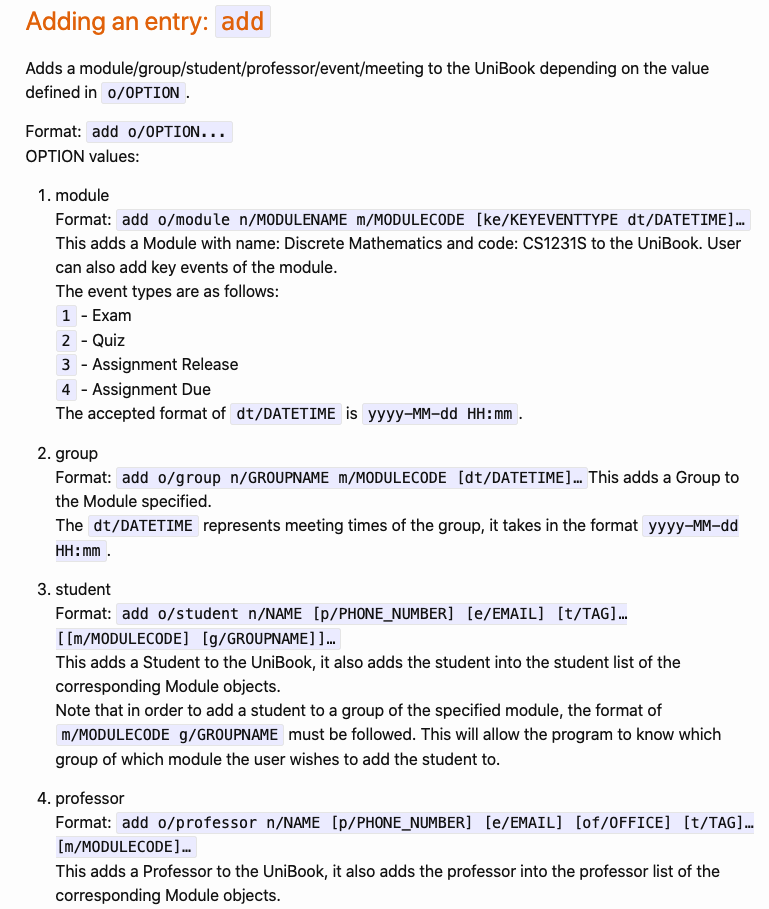 Adding an entry: add
Adds a module/group/student/professor/event/meeting to the UniBook depending on the value
defined in o/OPTION.
Format: add o/OPTION...
OPTION values:
1. module
Format: add o/module n/MODULENAME m/MODULECODE [ke/KEYEVENTTYPE dt/DATETIME]…
This adds a Module with name: Discrete Mathematics and code: CS1231S to the UniBook. User
can also add key events of the module.
The event types are as follows:
1 - Exam
2 - Quiz
3 - Assignment Release
4 - Assignment Due
The accepted format of dt/DATETIME is yyyy-MM-dd HH:mm.
2. group
Format: add o/group n/GROUPNAME m/MODULECODE [dt/DATETIME]… This adds a Group to
the Module specified.
The dt/DATETIME represents meeting times of the group, it takes in the format yyyy-MM-dd
HH:mm.
3. student
Format: add o/student n/NAME [p/PHONE_NUMBER] [e/EMAIL] [t/TAG]…
[[m/MODULECODE] [g/GROUPNAME]]…
This adds a Student to the UniBook, it also adds the student into the student list of the
corresponding Module objects.
Note that in order to add a student to a group of the specified module, the format of
m/MODULECODE g/GROUPNAME must be followed. This will allow the program to know which
group of which module the user wishes to add the student to.
4. professor
Format: add o/professor n/NAME [p/PHONE_NUMBER] [e/EMAIL] [of/OFFICE] [t/TAG]…
[m/MODULECODE]…
This adds a Professor to the UniBook, it also adds the professor into the professor list of the
corresponding Module objects.